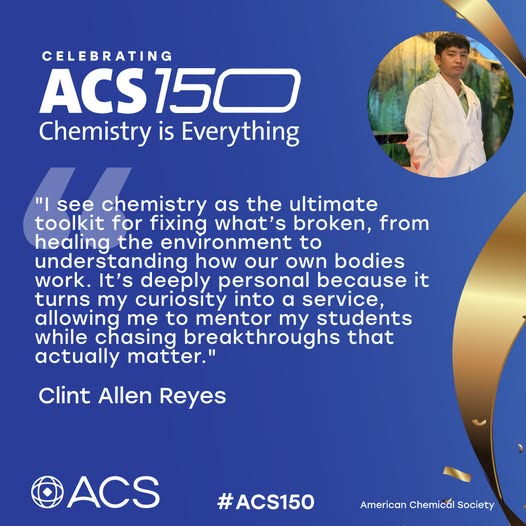 CELEBRATING
ACS 150
Chemistry is Everything
"I see chemistry as the ultimate
toolkit for fixing what's broken, from
healing the environment to
understanding how our own bodies
work. It's deeply personal because it
turns my curiosity into a service,
allowing me to mentor my students
while chasing breakthroughs that
actually matter."
Clint Allen Reyes
ACS
#ACS150
American Chemical Society